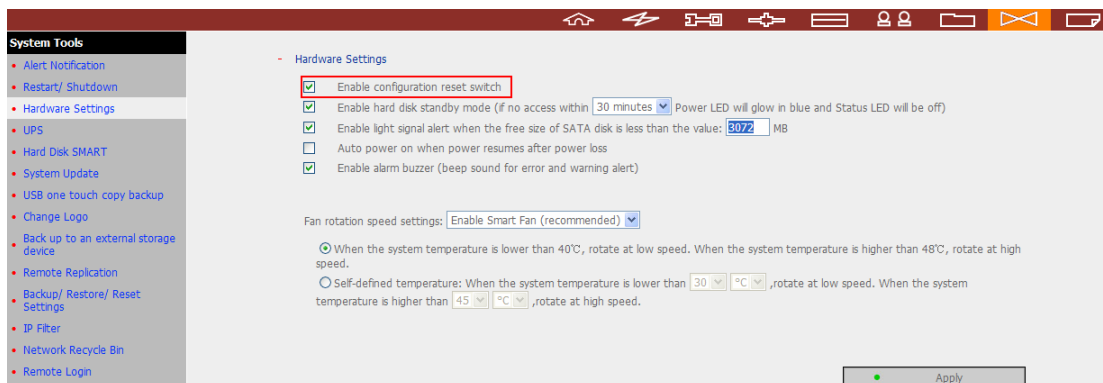 System Tools
Alert Notification
Restart/ Shutdown
Hardware Settings
UPS
Hard Disk SMART
System Update
USB one touch copy backup
Change Logo
Back up to an external storage
device
Remote Replication
Backup/ Restore/ Reset
Settings
IP Filter
Network Recycle Bin
Remote Login
- Hardware Settings
Enable configuration reset switch
Enable hard disk standby mode (if no access within 30 minutes Power LED will glow in blue and Status LED will be off)
Enable light signal alert when the free size of SATA disk is less than the value: 3072 MB
Auto power on when power resumes after power loss
Enable alarm buzzer (beep sound for error and warning alert)
Fan rotation speed settings: Enable Smart Fan (recommended)
When the system temperature is lower than 40°C, rotate at low speed. When the system temperature is higher than 48°C, rotate at high
speed.
Self-defined temperature: When the system temperature is lower than 30 °C ,rotate at low speed. When the system
temperature is higher than 45 °C ,rotate at high speed.
Apply